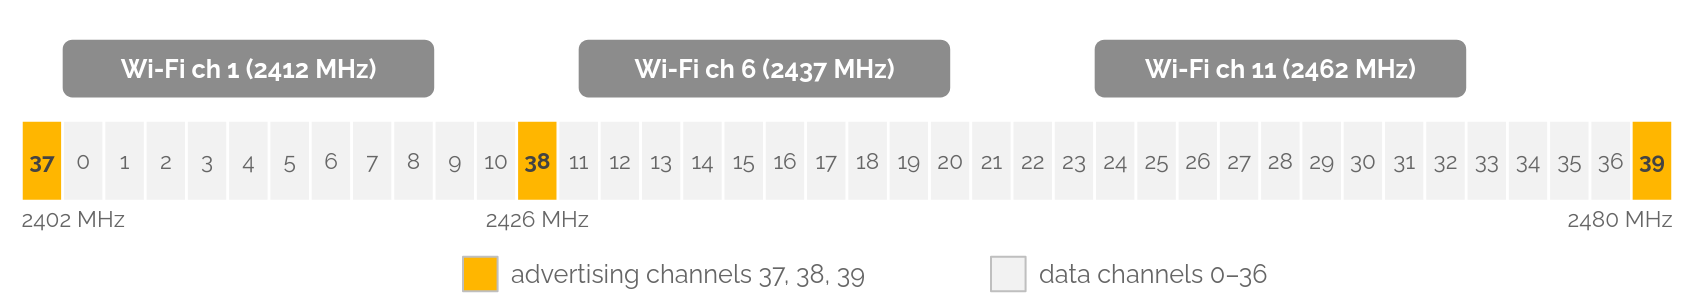 Wi-Fi ch 1 (2412 MHz) Wi-Fi ch 6 (2437 MHz) Wi-Fi ch 11 (2462 MHz)
37 0 1 2 3 4 5 6 7 8 9 10 38 11 12 13 14 15 16 17 18 19 20 21 22 23 24 25 26 27 28 29 30 31 32 33 34 35 36 39
2402 MHz 2426 MHz 2480 MHz
advertising channels 37, 38, 39 data channels 0–36